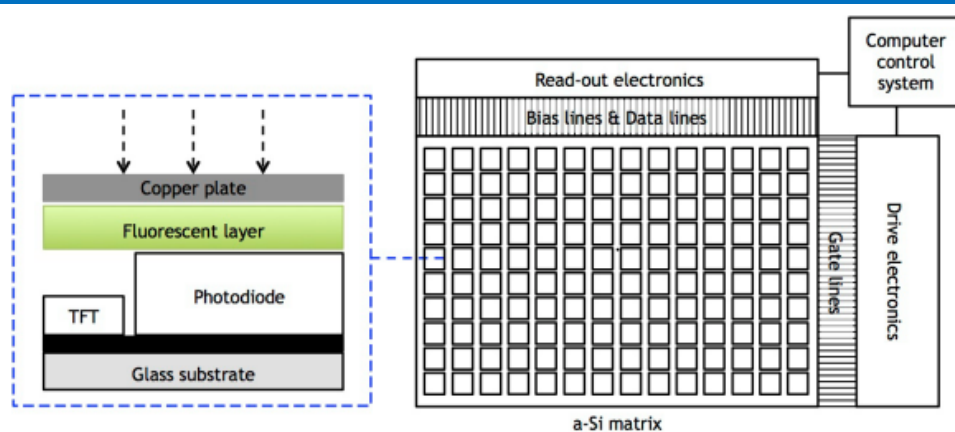 Computer
control
system
Read-out electronics
Bias lines & Data lines
Copper plate
Fluorescent layer
Photodiode
TFT
Glass substrate
Gate lines
Drive electronics
a-Si matrix